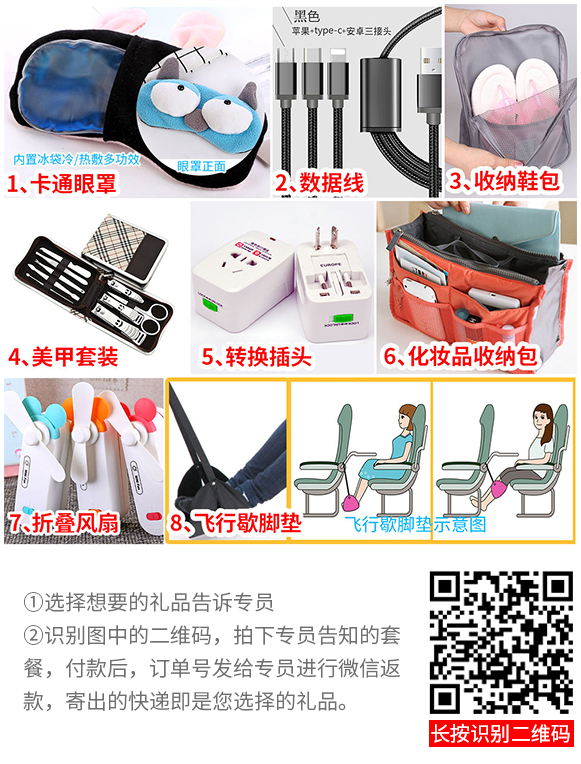 黑色
苹果+type-c+安卓三接头
内置冰袋冷/热敷多功效
眼罩正面
1、卡通眼罩
2、数据线
3、收纳鞋包
EUROPE
4、美甲套装
5、转换插头
6、化妆品收纳包
7、折叠风扇
8、飞行歇脚垫
飞行歇脚垫示意图
①选择想要的礼品告诉专员
②识别图中的二维码，拍下专员告知的套
餐，付款后，订单号发给专员进行微信返
款，寄出的快递即是您选择的礼品。
长按识别二维码